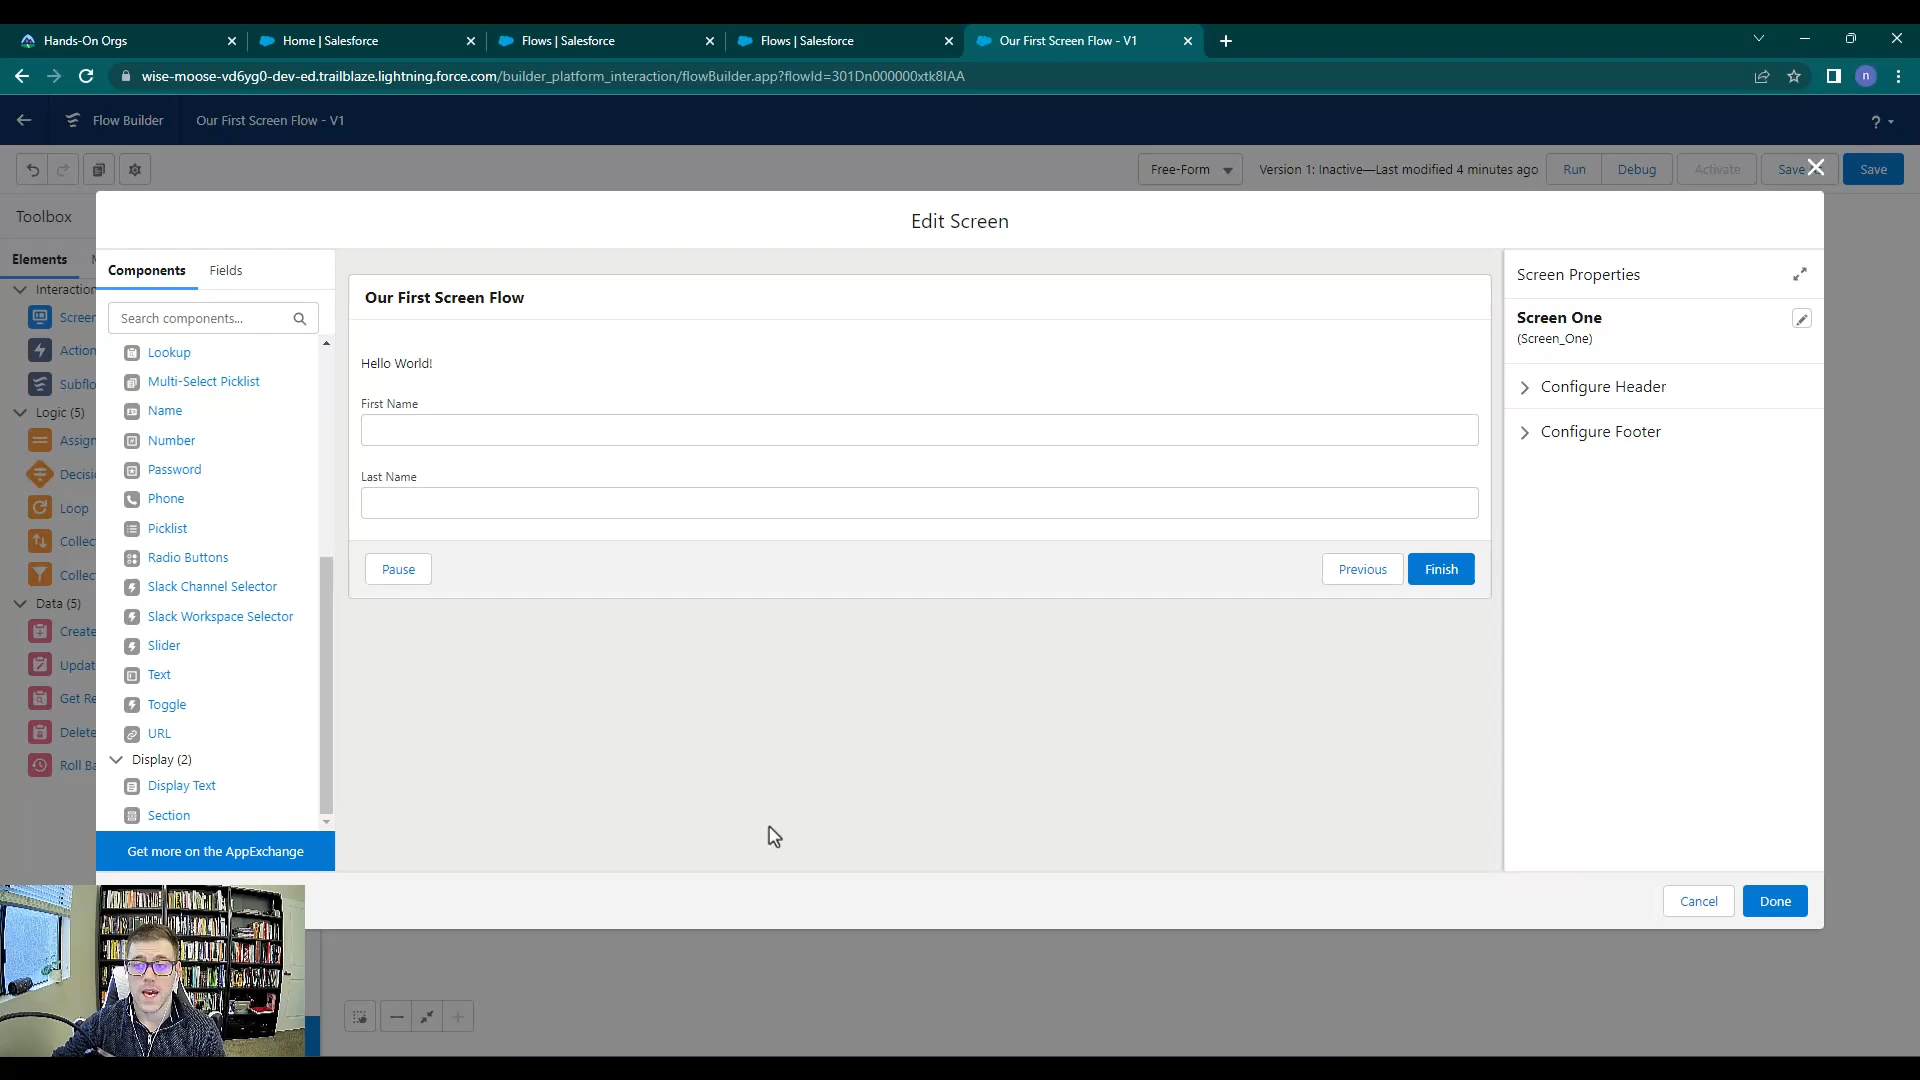 Hands-On Orgs
Home | Salesforce
Flows | Salesforce
Flows | Salesforce
Our First Screen Flow - V1
wise-moose-vd6yg0-dev-ed.trailblaze.lightning.force.com/builder_platform_interaction/flowBuilder.app?flowId=301Dn000000xtk8IAA
n
Flow Builder
Our First Screen Flow - V1
?
Free-Form
Version 1: Inactive—Last modified 4 minutes ago
Run
Debug
Activate
Save
Save
Toolbox
Elements
Interaction
Screen
Action
Subflo
Logic (5)
Assign
Decisi
Loop
Collec
Collec
Data (5)
Create
Updat
Get Re
Delete
Roll Ba
Edit Screen
Components
Fields
Search components...
Lookup
Multi-Select Picklist
Name
Number
Password
Phone
Picklist
Radio Buttons
Slack Channel Selector
Slack Workspace Selector
Slider
Text
Toggle
URL
Display (2)
Display Text
Section
Get more on the AppExchange
Our First Screen Flow
Hello World!
First Name
Last Name
Pause
Previous
Finish
Screen Properties
Screen One
(Screen_One)
Configure Header
Configure Footer
Cancel
Done